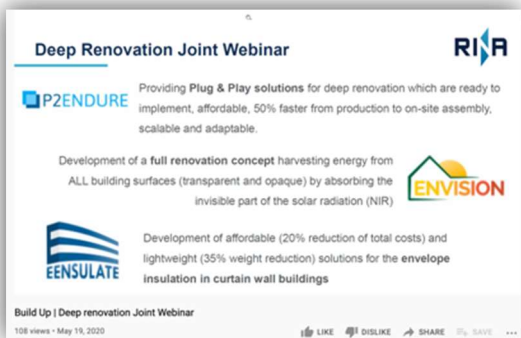 Deep Renovation Joint Webinar
RINA
P2ENDURE
Providing Plug & Play solutions for deep renovation which are ready to
implement, affordable, 50% faster from production to on-site assembly,
scalable and adaptable.
Development of a full renovation concept harvesting energy from
ALL building surfaces (transparent and opaque) by absorbing the
invisible part of the solar radiation (NIR)
ENVISION
EENSULATE
Development of affordable (20% reduction of total costs) and
lightweight (35% weight reduction) solutions for the envelope
insulation in curtain wall buildings
Build Up | Deep renovation Joint Webinar
108 views • May 19, 2020
LIKE DISLIKE SHARE SAVE ...